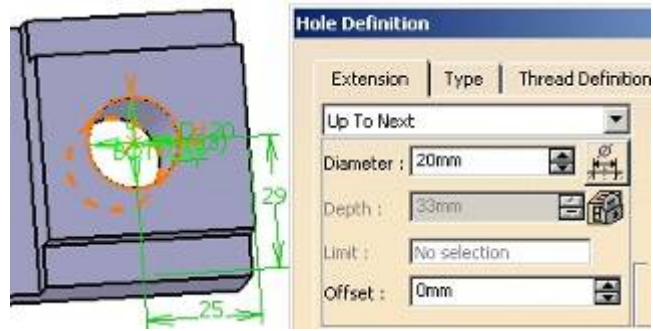 Hole Definition
Extension
Type
Thread Definition
Up To Next
Diameter :
20mm
Depth :
33mm
Limit :
No selection
Offset :
0mm
29
25